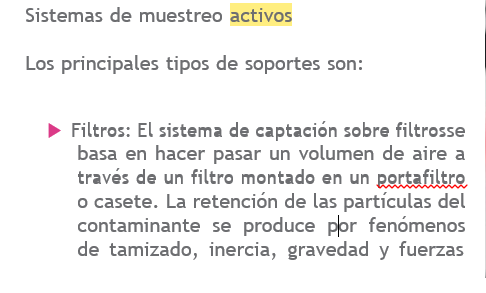 Sistemas de muestreo activos
Los principales tipos de soportes son:
Filtros: El sistema de captación sobre filtrosse
basa en hacer pasar un volumen de aire a
través de un filtro montado en un portafiltro
o casete. La retención de las partículas del
contaminante se produce por fenómenos
de tamizado, inercia, gravedad y fuerzas